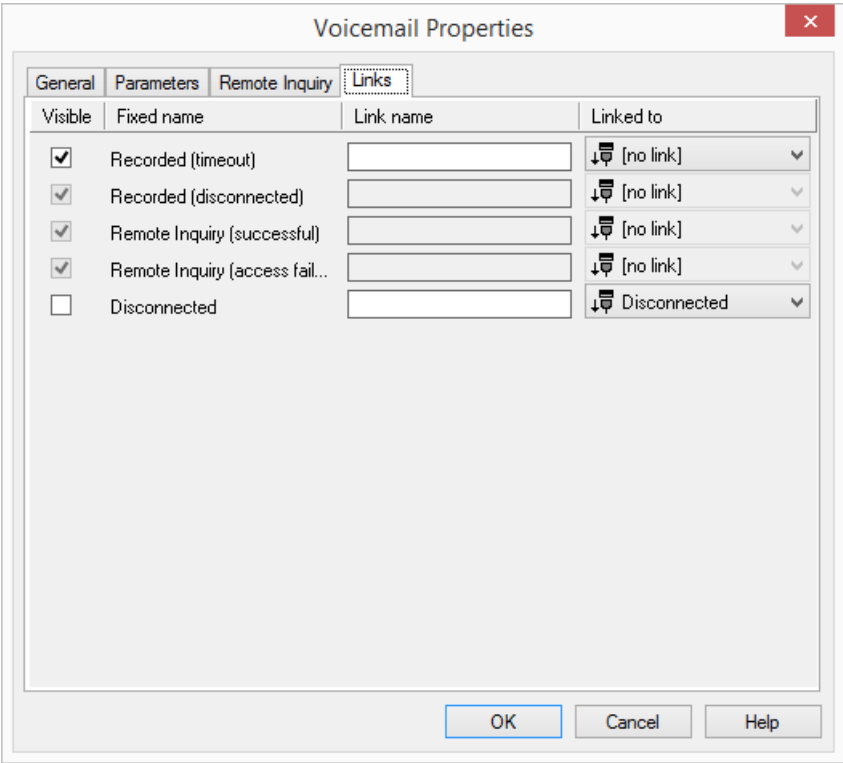 Voicemail Properties
General Parameters Remote Inquiry Links
Visible Fixed name Link name Linked to
Recorded (timeout) [no link]
Recorded (disconnected) [no link]
Remote Inquiry (successful) [no link]
Remote Inquiry (access fail... [no link]
Disconnected Disconnected
OK Cancel Help